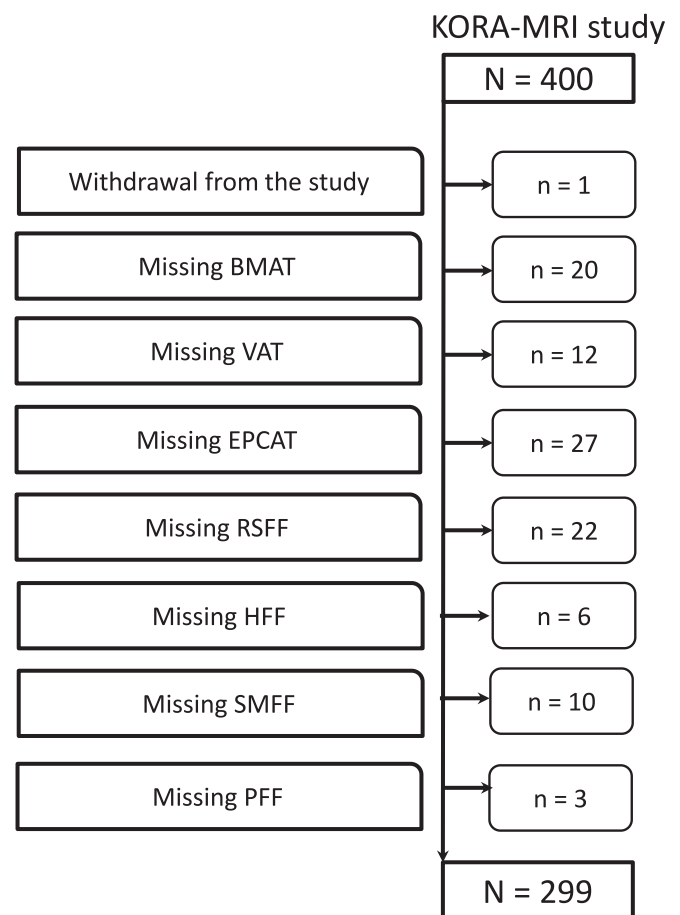 KORA-MRI study
N = 400
Withdrawal from the study
n = 1
Missing BMAT
n = 20
Missing VAT
n = 12
Missing EPCAT
n = 27
Missing RSFF
n = 22
Missing HFF
n = 6
Missing SMFF
n = 10
Missing PFF
n = 3
N = 299